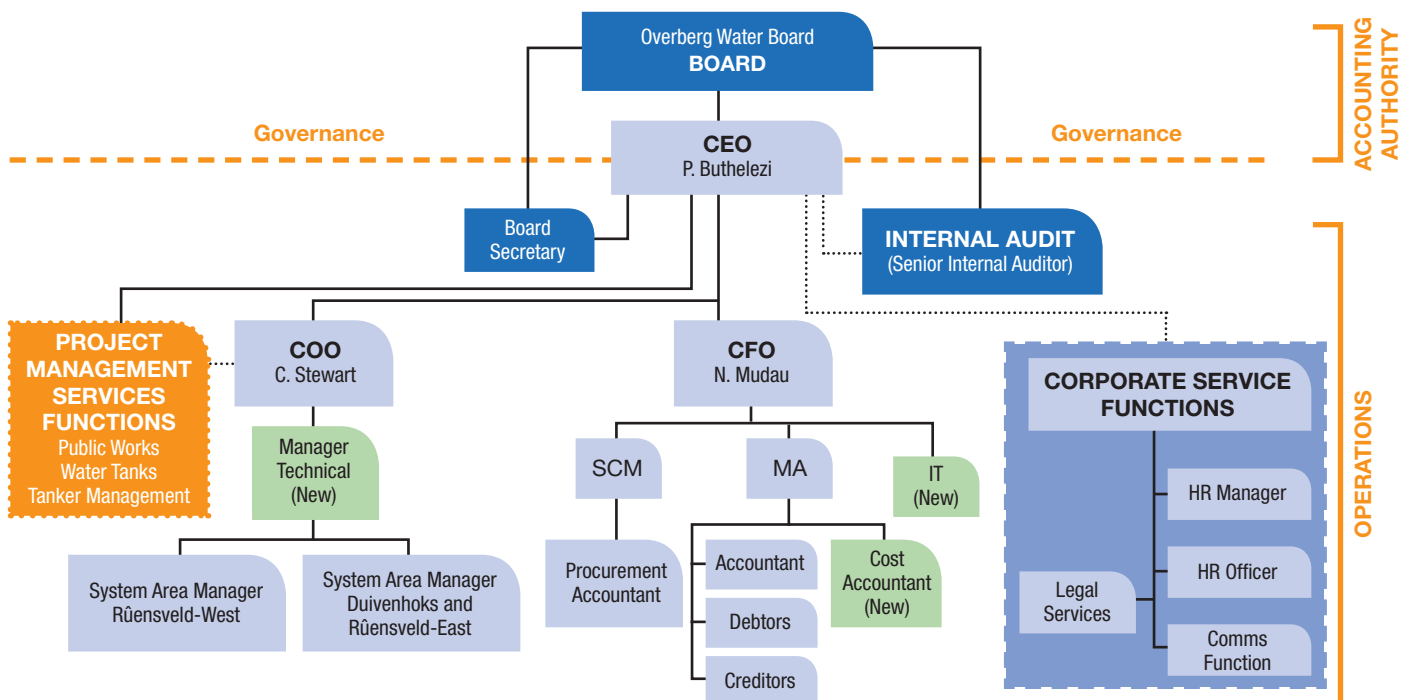 Overberg Water Board
BOARD
ACCOUNTING
AUTHORITY
Governance
Governance
CEO
P. Buthelezi
Board
Secretary
INTERNAL AUDIT
(Senior Internal Auditor)
OPERATIONS
PROJECT
MANAGEMENT
SERVICES
FUNCTIONS
Public Works
Water Tanks
Tanker Management
COO
C. Stewart
CFO
N. Mudau
CORPORATE SERVICE
FUNCTIONS
Manager
Technical
(New)
SCM
MA
IT
(New)
HR Manager
System Area Manager
Rûensveld-West
System Area Manager
Duivenhoks and
Rûensveld-East
Procurement
Accountant
Accountant
Debtors
Creditors
Cost
Accountant
(New)
HR Officer
Legal
Services
Comms
Function